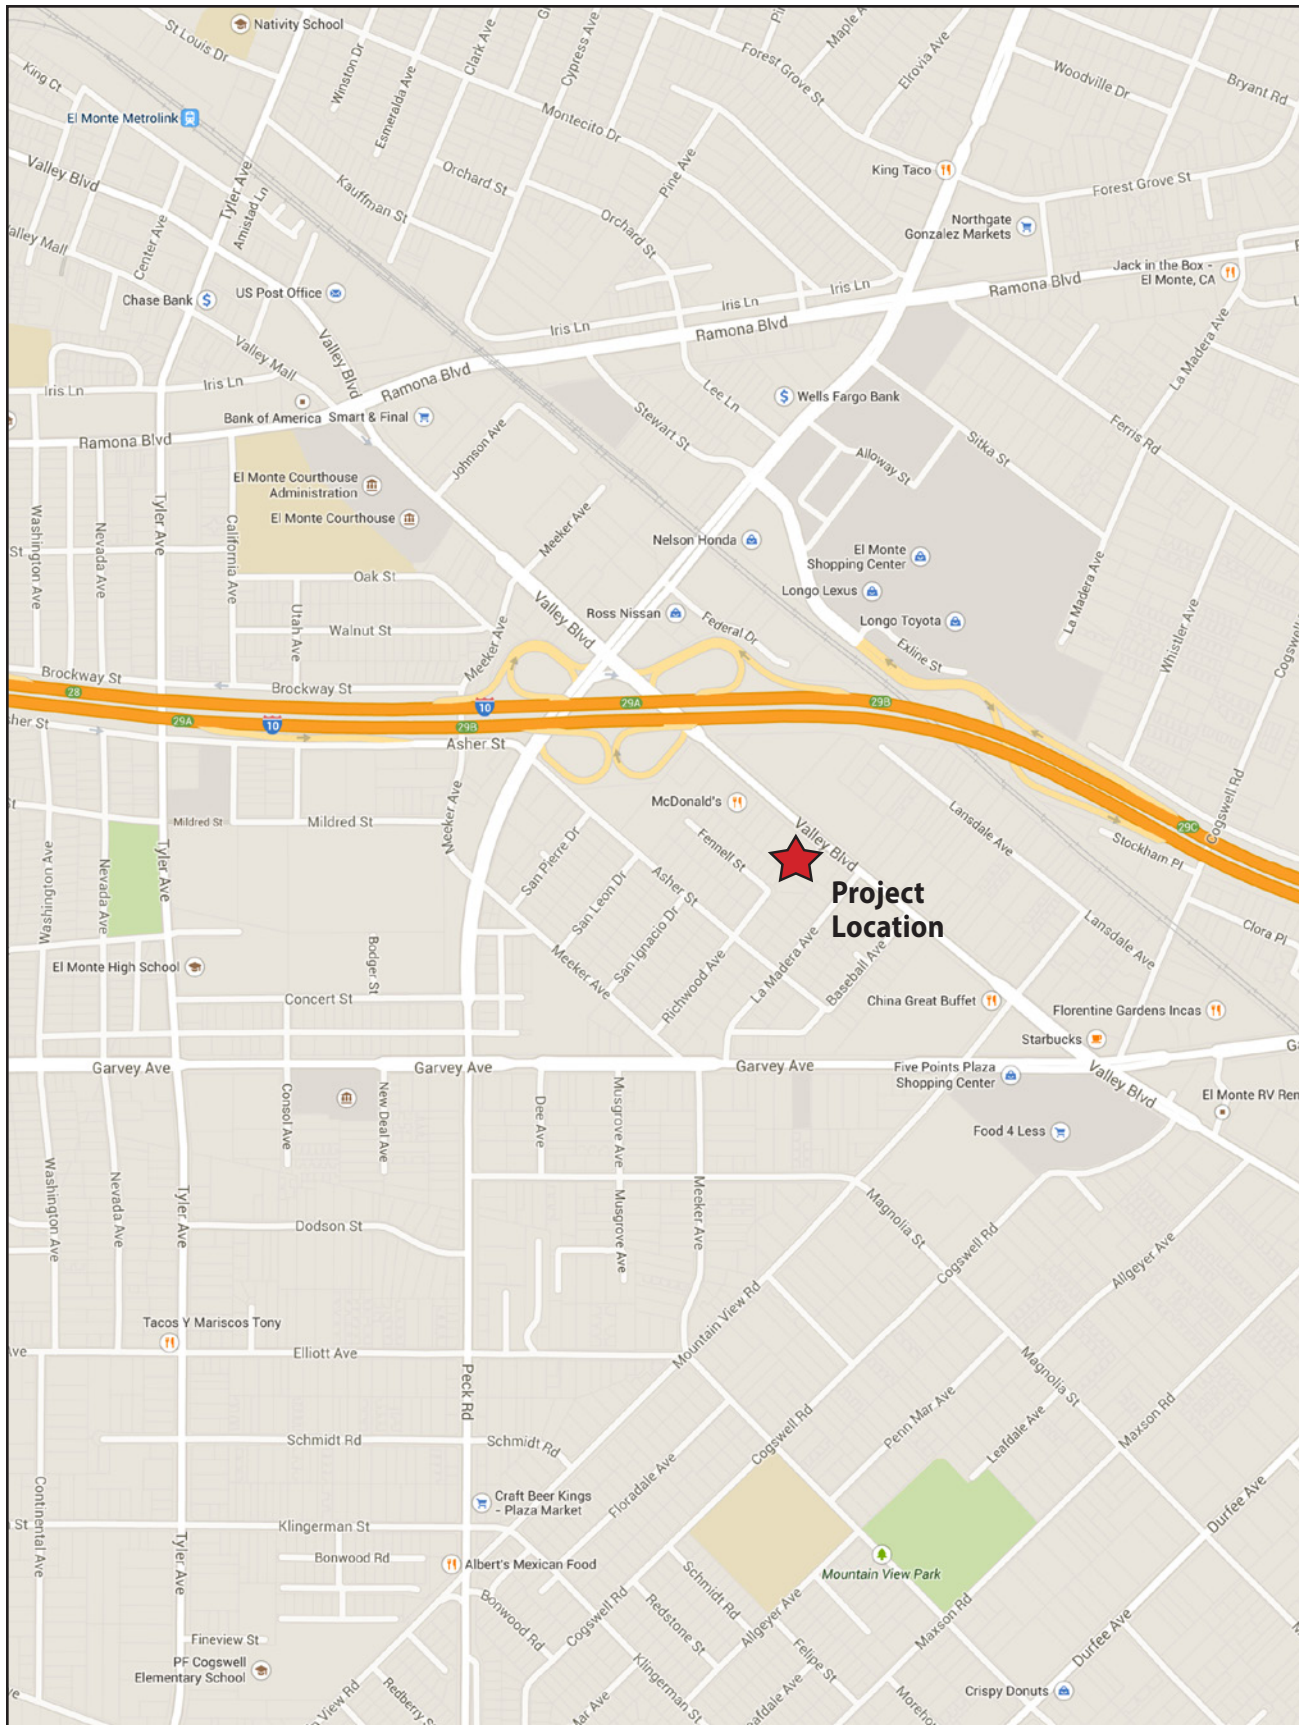 Nativity School
St Louis Dr
King Ct
El Monte Metrolink
Valley Blvd
Winston Dr
Esmeralda Ave
Clark Ave
Cypress Ave
Montecito Dr
Forest Grove St
Elrovia Ave
Woodville Dr
Bryant Rd
Tyler Ave
Amistad Ln
Center Ave
Kauffman St
Orchard St
Pine Ave
Orchard St
King Taco
Forest Grove St
Northgate
Gonzalez Markets
Jack in the Box -
El Monte, CA
Ramona Blvd
Chase Bank
US Post Office
Valley Mall
Valley Blvd
Iris Ln
Iris Ln
Iris Ln
Ramona Blvd
Iris Ln
Iris Ln
Ramona Blvd
Bank of America
Smart & Final
Ramona Blvd
Lee Ln
Wells Fargo Bank
La Madera Ave
Stewart St
Johnson Ave
Alloway St
Sitka St
Ferris Rd
El Monte Courthouse
Administration
El Monte Courthouse
Washington Ave
Nevada Ave
Tyler Ave
California Ave
Meeker Ave
Nelson Honda
El Monte
Shopping Center
Longo Lexus
Longo Toyota
Oak St
Utah Ave
Walnut St
Valley Blvd
Ross Nissan
Federal Dr
Exline St
La Madera Ave
Whistler Ave
Meeker Ave
Brockway St
Brockway St
28
29A
10
10
29B
29A
29B
29C
Asher St
Meeker Ave
Mildred St
Mildred St
McDonald's
Valley Blvd
Lansdale Ave
Cogswell Rd
Stockham Pl
Fernell St
San Pierre Dr
San Leon Dr
Asher St
San Ignacio Dr
Project
Location
Washington Ave
Nevada Ave
Tyler Ave
Lansdale Ave
Clora Pl
El Monte High School
Bodger St
Meeker Ave
Richwood Ave
La Madera Ave
Baseball Ave
Concert St
China Great Buffet
Florentine Gardens Incas
Starbucks
Garvey Ave
Garvey Ave
Garvey Ave
Five Points Plaza
Shopping Center
Valley Blvd
Consol Ave
New Deal Ave
Dee Ave
Musgrove Ave
Food 4 Less
Washington Ave
Nevada Ave
Tyler Ave
Musgrove Ave
Meeker Ave
Magnolia St
Cogswell Rd
Allgeyer Ave
Dodson St
Mountain View Rd
Tacos Y Mariscos Tony
Elliott Ave
Magnolia St
Peck Rd
Schmidt Rd
Schmidt Rd
Cogswell Rd
Penn Mar Ave
Leafdale Ave
Maxson Rd
Floradale Ave
Continental Ave
Craft Beer Kings
- Plaza Market
Klingerman St
Tyler Ave
Bonwood Rd
Albert's Mexican Food
Durfee Ave
Mountain View Park
Bonwood Rd
Cogswell Rd
Schmidt Rd
Redstone St
Allgeyer Ave
Maxson Rd
Fineview St
PF Cogswell
Elementary School
Klingerman St
Felipe St
Durfee Ave
Crispy Donuts